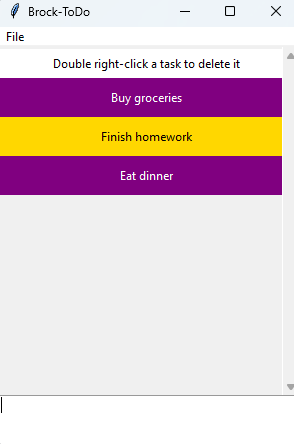 Brock-ToDo
File
Double right-click a task to delete it
Buy groceries
Finish homework
Eat dinner